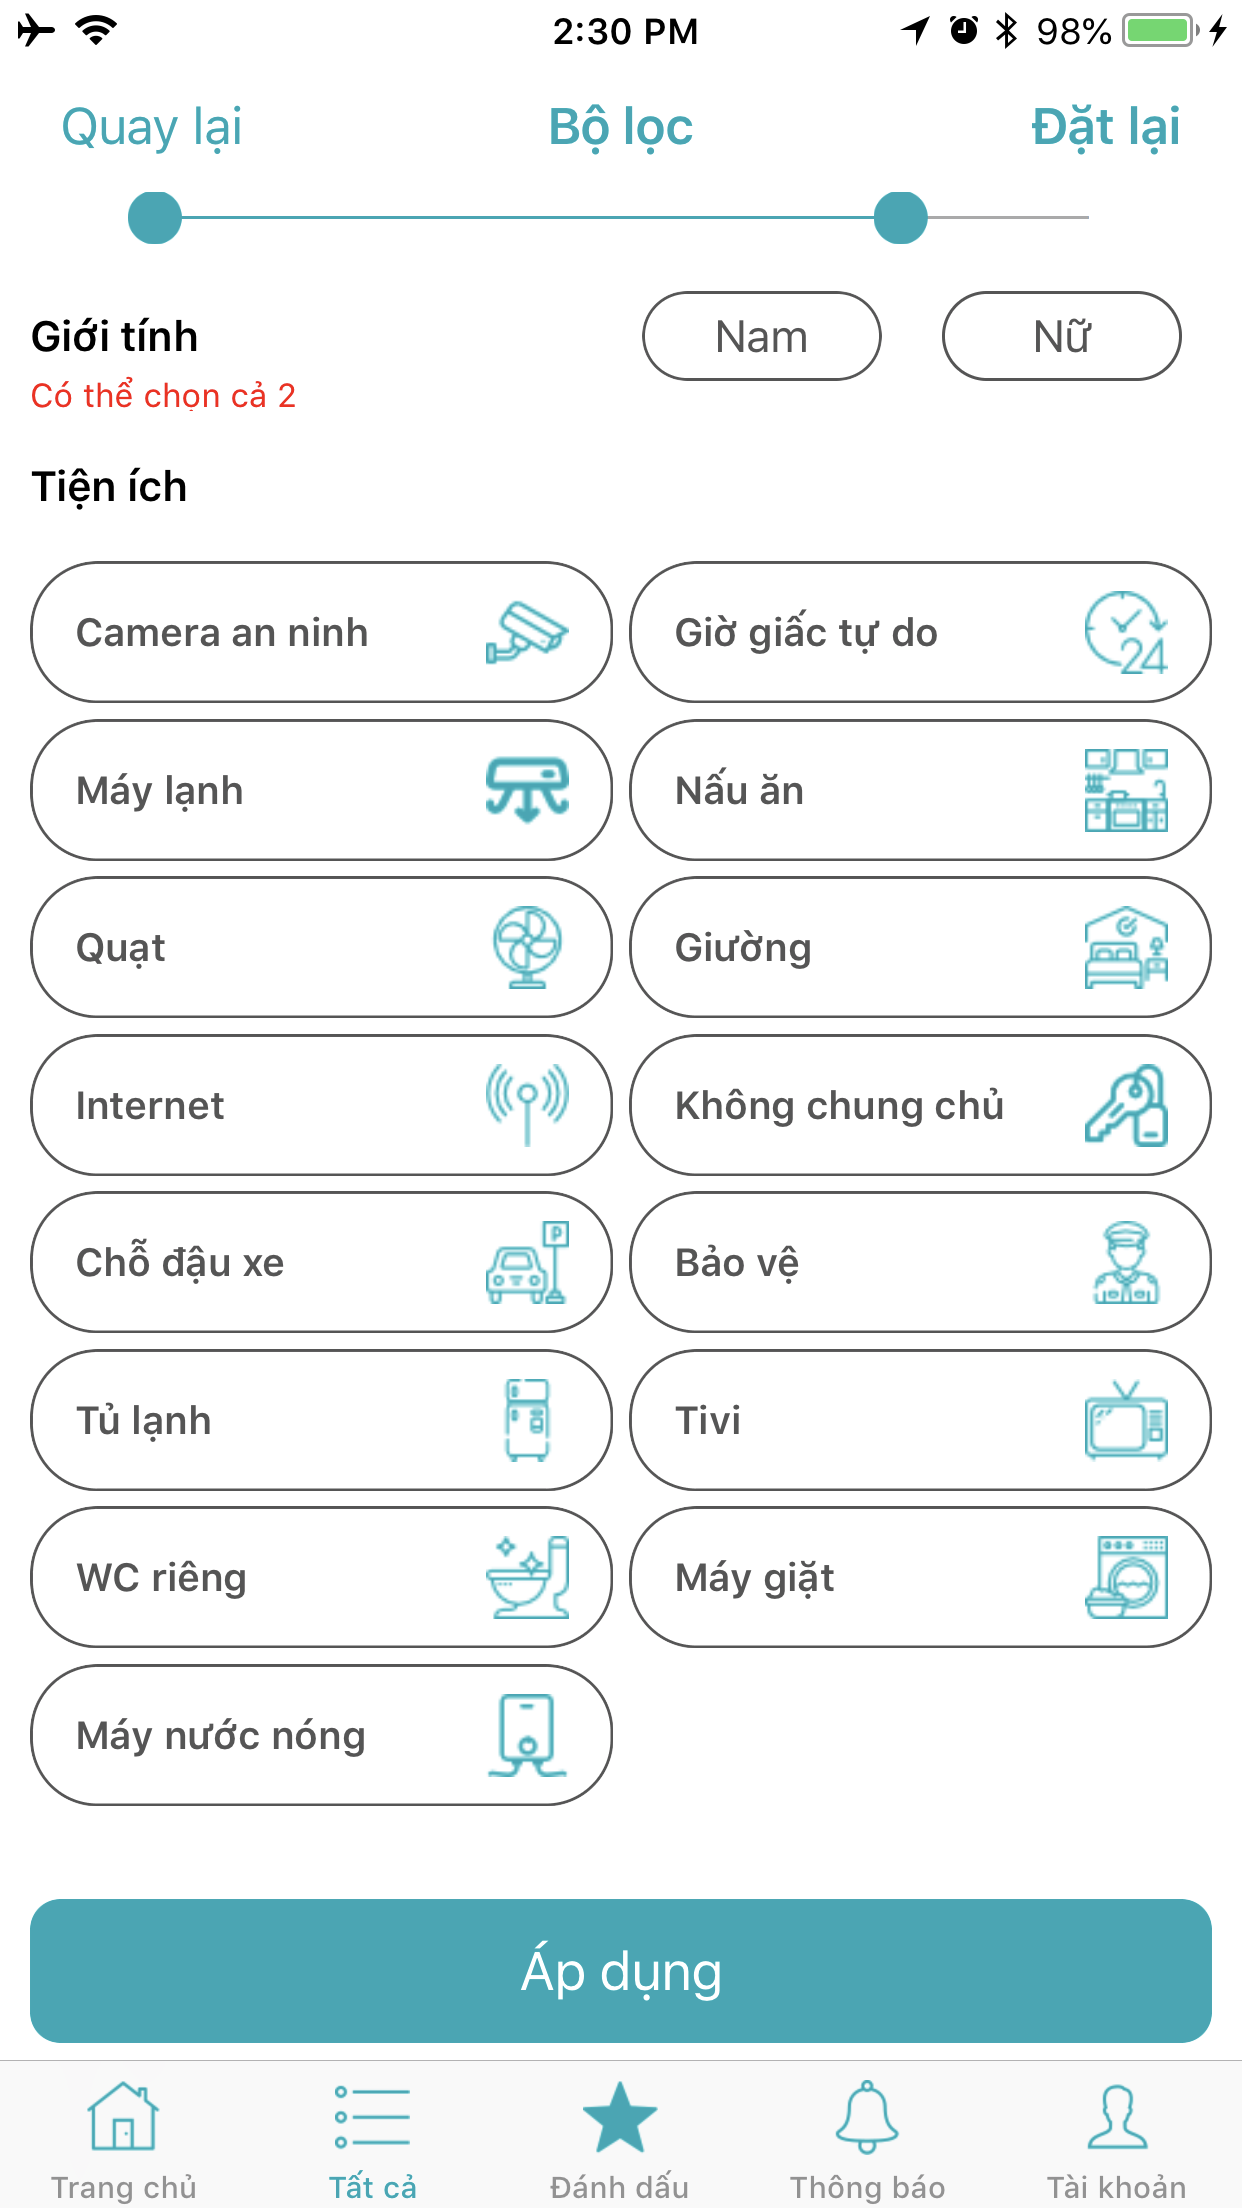 2:30 PM
98%
Quay lại
Bộ lọc
Đặt lại
Giới tính
Nam
Nữ
Có thể chọn cả 2
Tiện ích
Camera an ninh
Giờ giấc tự do
24
Máy lạnh
Nấu ăn
Quạt
Giường
Internet
Không chung chủ
Chỗ đậu xe
P
Bảo vệ
Tủ lạnh
Tivi
WC riêng
Máy giặt
Máy nước nóng
Áp dụng
Trang chủ
Tất cả
Đánh dấu
Thông báo
Tài khoản